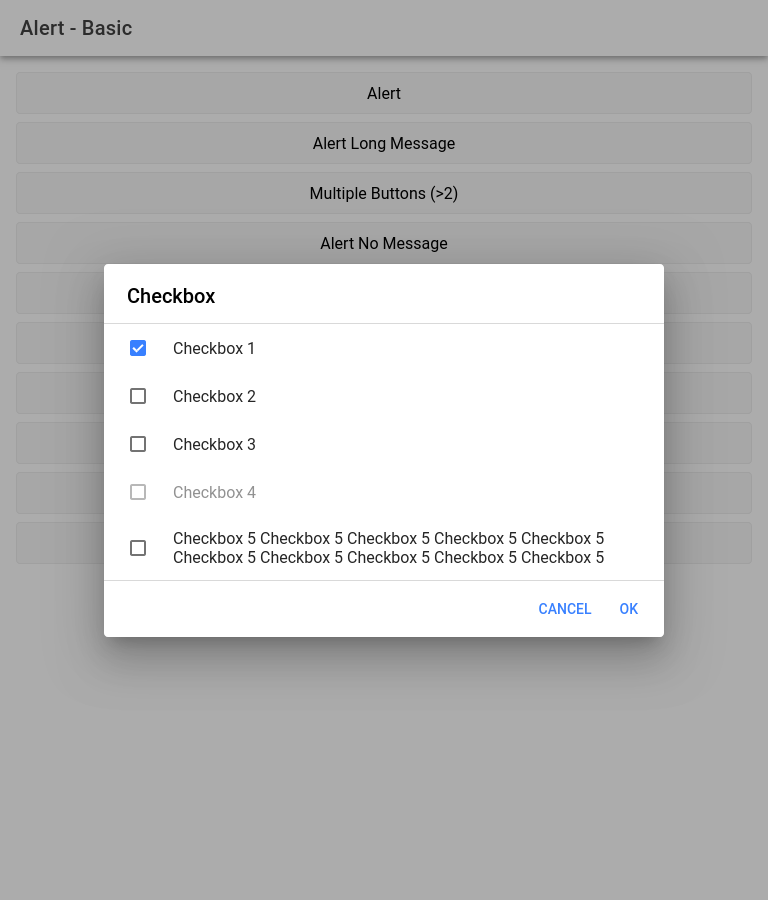 Alert - Basic
Alert
Alert Long Message
Multiple Buttons (>2)
Alert No Message
Checkbox
Checkbox 1
Checkbox 2
Checkbox 3
Checkbox 4
Checkbox 5 Checkbox 5 Checkbox 5 Checkbox 5 Checkbox 5
Checkbox 5 Checkbox 5 Checkbox 5 Checkbox 5 Checkbox 5
CANCEL OK